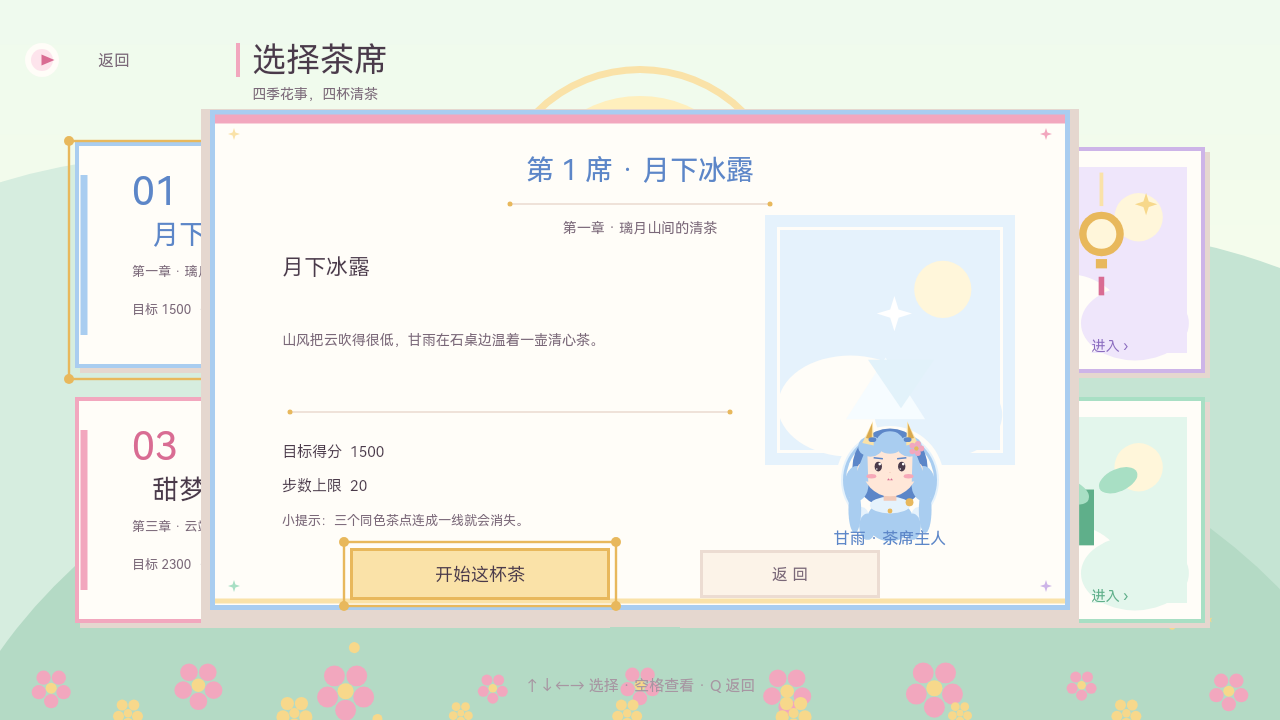 返回
选择茶席
四季花事，四杯清茶
01
月下
第一章 · 璃月
目标 1500
03
甜梦
第三章 · 云
目标 2300
第 1 席 · 月下冰露
第一章 · 璃月山间的清茶
月下冰露
山风把云吹得很低，甘雨在石桌边温着一壶清心茶。
目标得分 1500
步数上限 20
小提示：三个同色茶点连成一线就会消失。
甘雨 · 茶席主人
开始这杯茶
返 回
进入 ›
进入 ›
↑↓←→ 选择 · 空格查看 · Q 返回